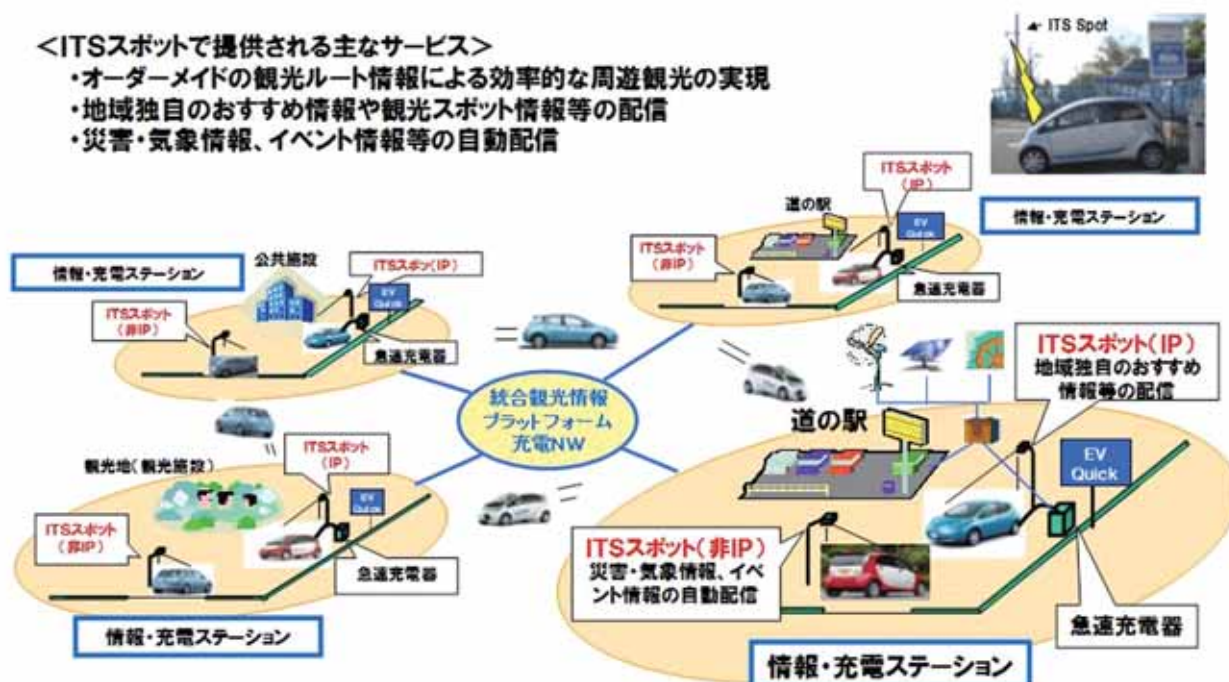 ＜ITSスポットで提供される主なサービス＞
・オーダーメイドの観光ルート情報による効率的な周遊観光の実現
・地域独自のおすすめ情報や観光スポット情報等の配信
・災害・気象情報、イベント情報等の自動配信
ITS Spot
情報・充電ステーション
ITSスポット
(IP)
道の駅
EV
Quick
ITSスポット
(非IP)
急速充電器
情報・充電ステーション
公共施設
ITSスポッ(IP)
EV
Quick
ITSスポット
(非IP)
急速充電器
統合観光情報
プラットフォーム
充電NW
観光地(観光施設)
ITSスポット
(IP)
EV
Quick
ITSスポット
(非IP)
急速充電器
情報・充電ステーション
ITSスポット(IP)
地域独自のおすすめ
情報等の配信
道の駅
EV
Quick
ITSスポット(非IP)
災害・気象情報、イベ
ント情報の自動配信
急速充電器
情報・充電ステーション